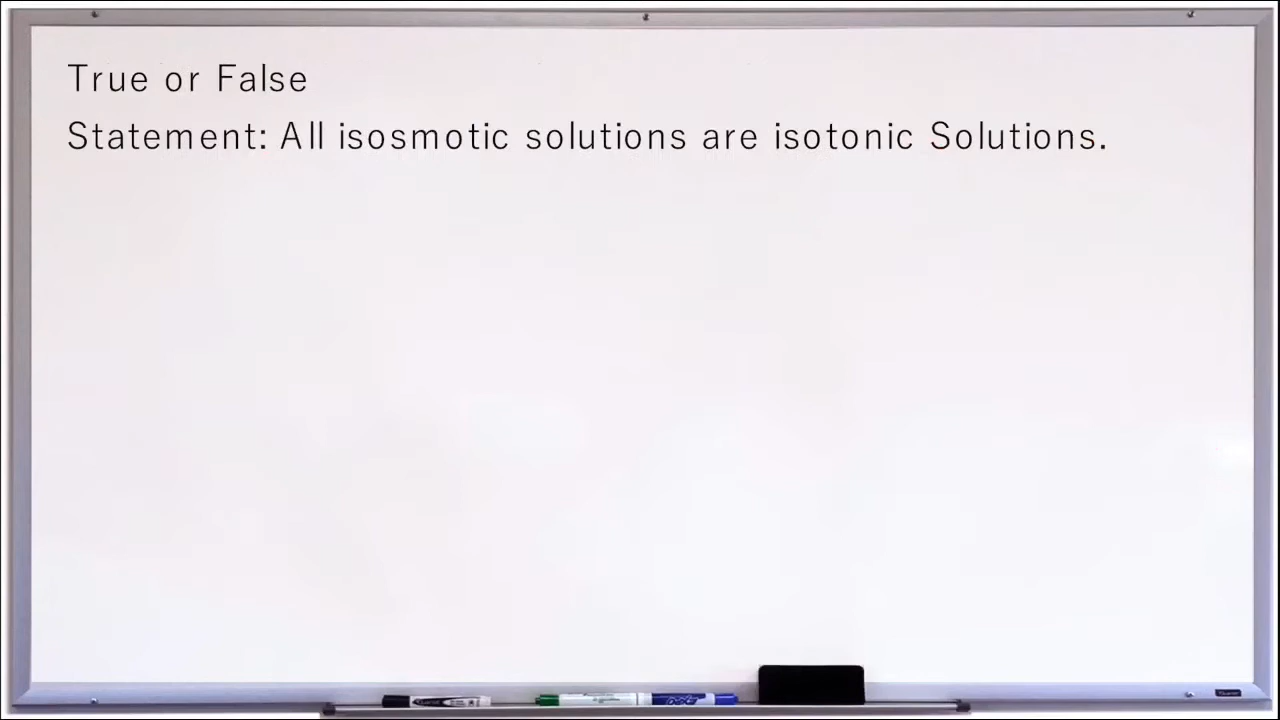 True or False
Statement: All isosmotic solutions are isotonic Solutions.